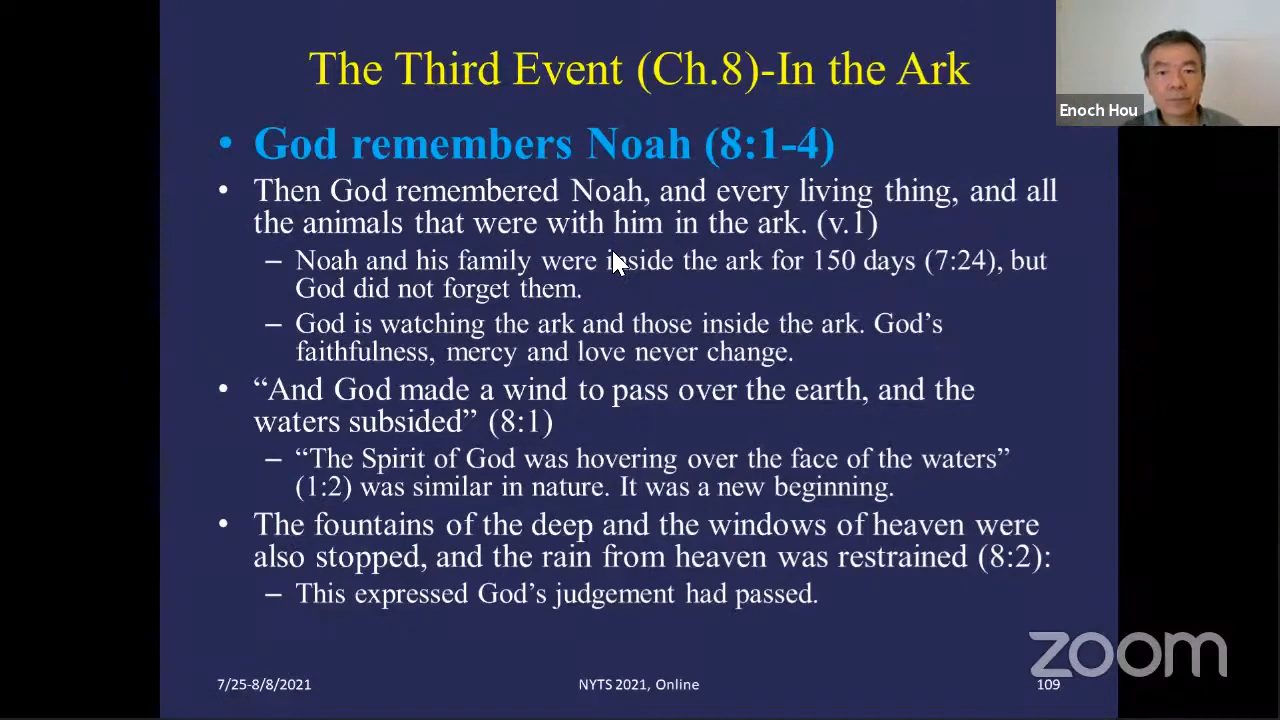 The Third Event (Ch.8)-In the Ark
Enoch Hou
• God remembers Noah (8:1-4)
• Then God remembered Noah, and every living thing, and all
the animals that were with him in the ark. (v.1)
– Noah and his family were inside the ark for 150 days (7:24), but
God did not forget them.
– God is watching the ark and those inside the ark. God’s
faithfulness, mercy and love never change.
• “And God made a wind to pass over the earth, and the
waters subsided” (8:1)
– “The Spirit of God was hovering over the face of the waters”
(1:2) was similar in nature. It was a new beginning.
• The fountains of the deep and the windows of heaven were
also stopped, and the rain from heaven was restrained (8:2):
– This expressed God’s judgement had passed.
zoom
7/25-8/8/2021
NYTS 2021, Online
109